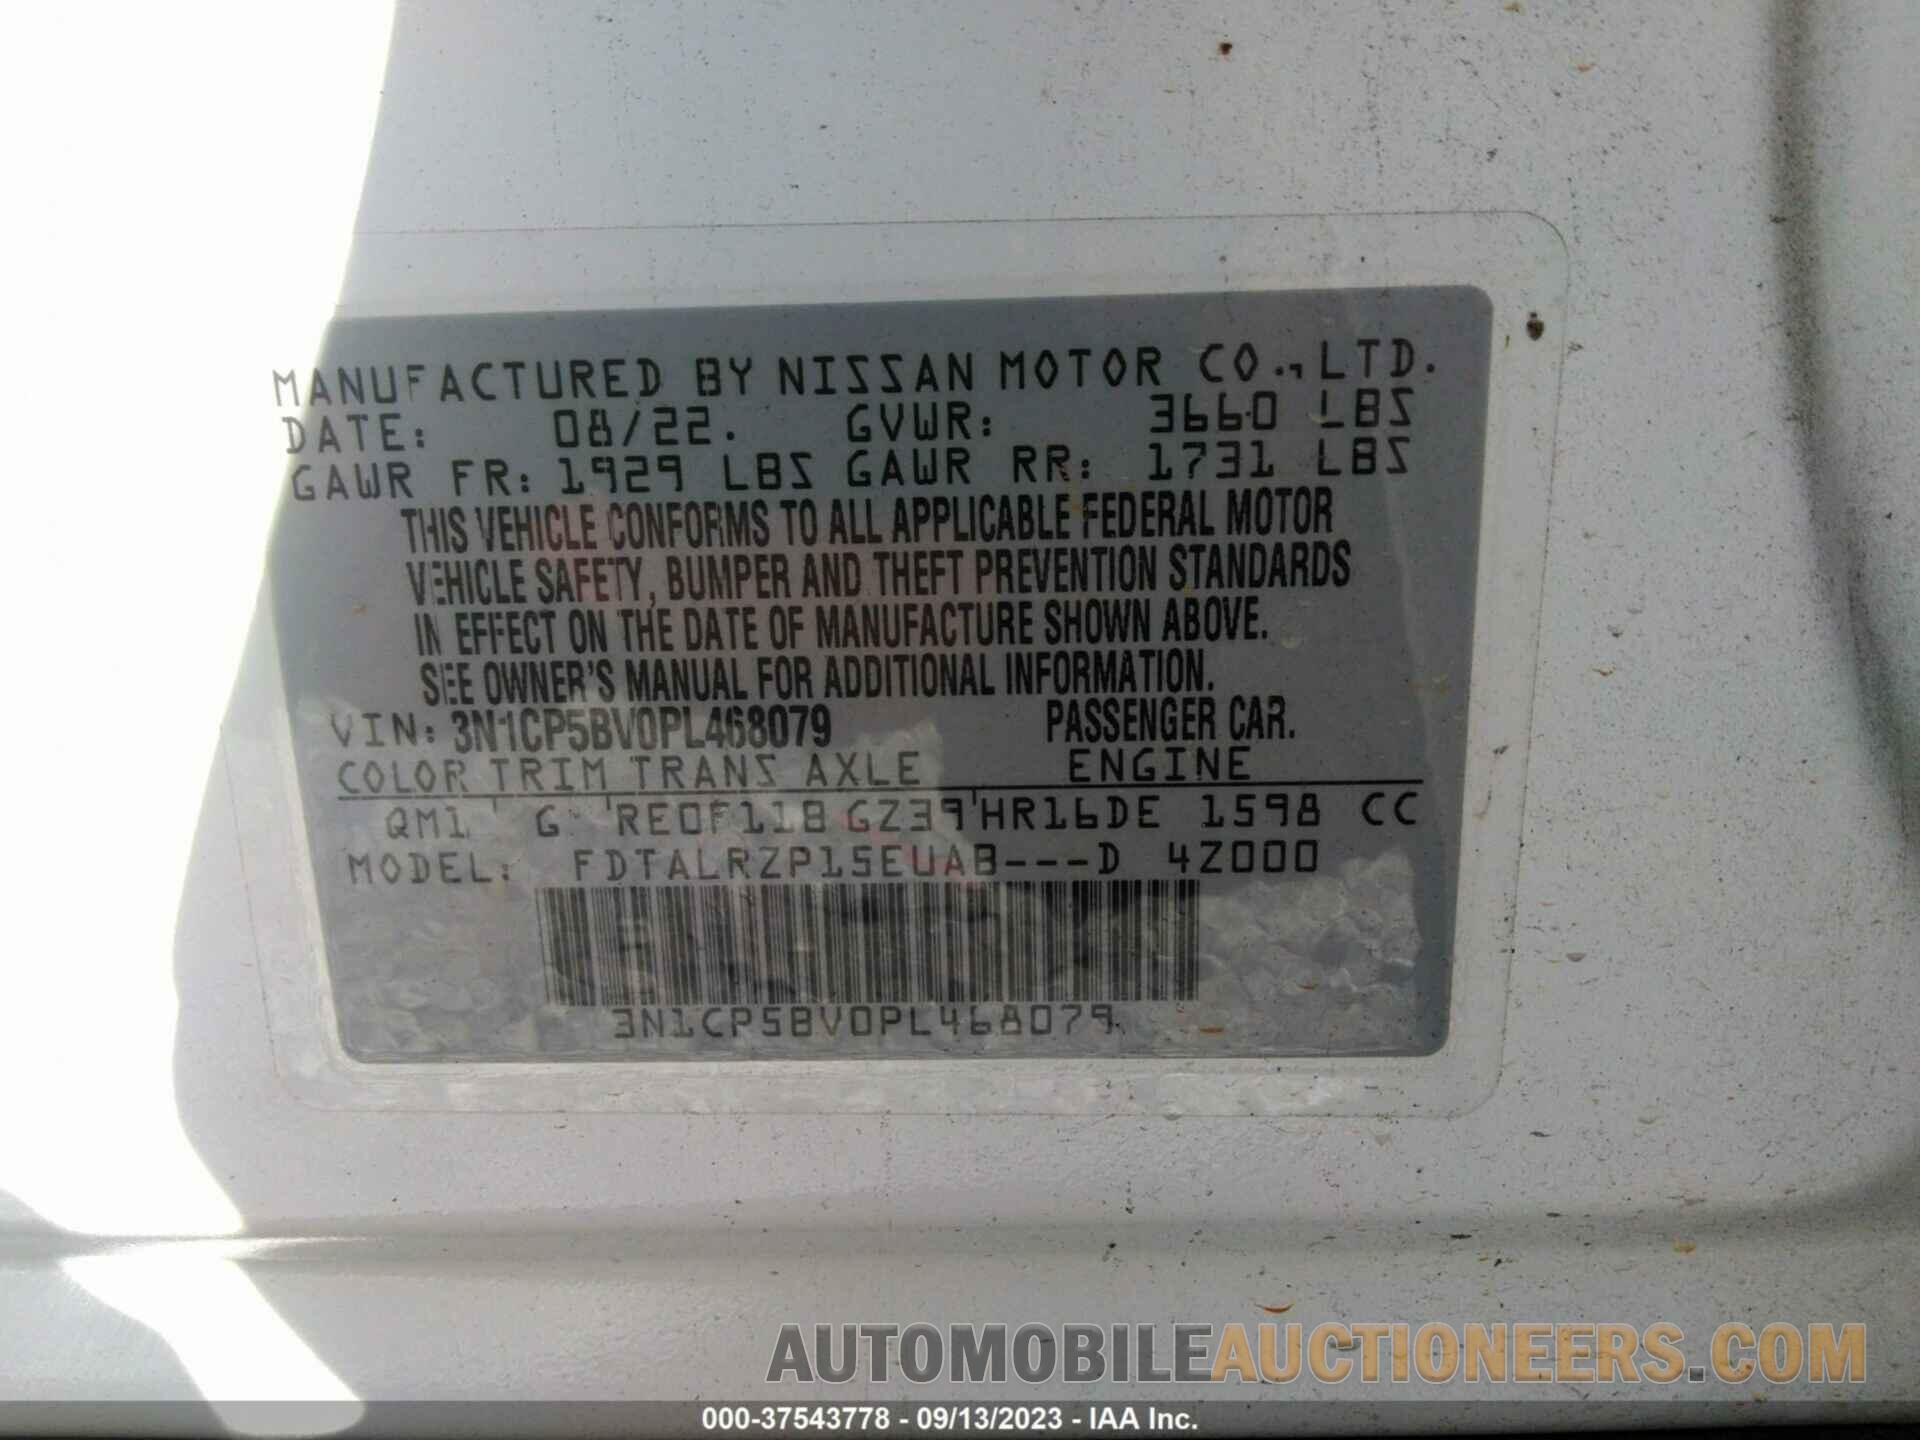 MANUFACTURED BY NISSAN MOTOR CO., LTD.
DATE: 08/22. GVWR: 3660 LBS
GAWR FR: 1929 LBS GAWR RR: 1731 LBS
THIS VEHICLE CONFORMS TO ALL APPLICABLE FEDERAL MOTOR
VEHICLE SAFETY, BUMPER AND THEFT PREVENTION STANDARDS
IN EFFECT ON THE DATE OF MANUFACTURE SHOWN ABOVE.
SEE OWNER'S MANUAL FOR ADDITIONAL INFORMATION.
VIN: 3N1CP5BV0PL468079 PASSENGER CAR.
COLOR TRIM TRANS AXLE ENGINE
QM1 G RE0F11B GZ39 HR16DE 1598 CC
MODEL: FDTALRZP15EUAB---D 4Z000
3N1CP5BV0PL468079
AUTOMOBILEAUCTIONEERS.COM
000-37543778 - 09/13/2023 - IAA Inc.